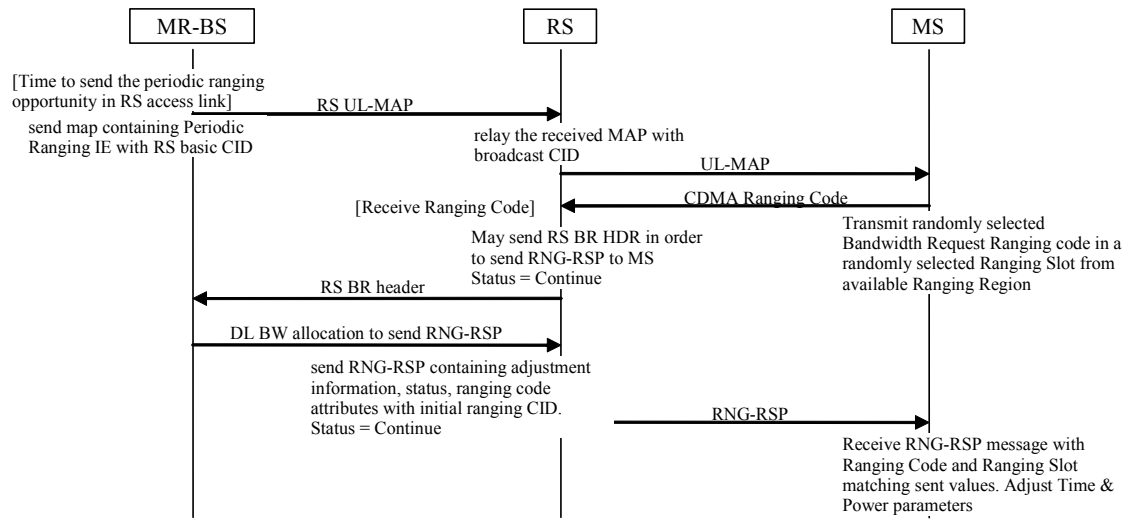 MR-BS
RS
MS
[Time to send the periodic ranging
opportunity in RS access link]
RS UL-MAP
send map containing Periodic
Ranging IE with RS basic CID
relay the received MAP with
broadcast CID
UL-MAP
CDMA Ranging Code
[Receive Ranging Code]
Transmit randomly selected
Bandwidth Request Ranging code in a
randomly selected Ranging Slot from
available Ranging Region
May send RS BR HDR in order
to send RNG-RSP to MS
Status = Continue
RS BR header
DL BW allocation to send RNG-RSP
send RNG-RSP containing adjustment
information, status, ranging code
attributes with initial ranging CID.
Status = Continue
RNG-RSP
Receive RNG-RSP message with
Ranging Code and Ranging Slot
matching sent values. Adjust Time &
Power parameters